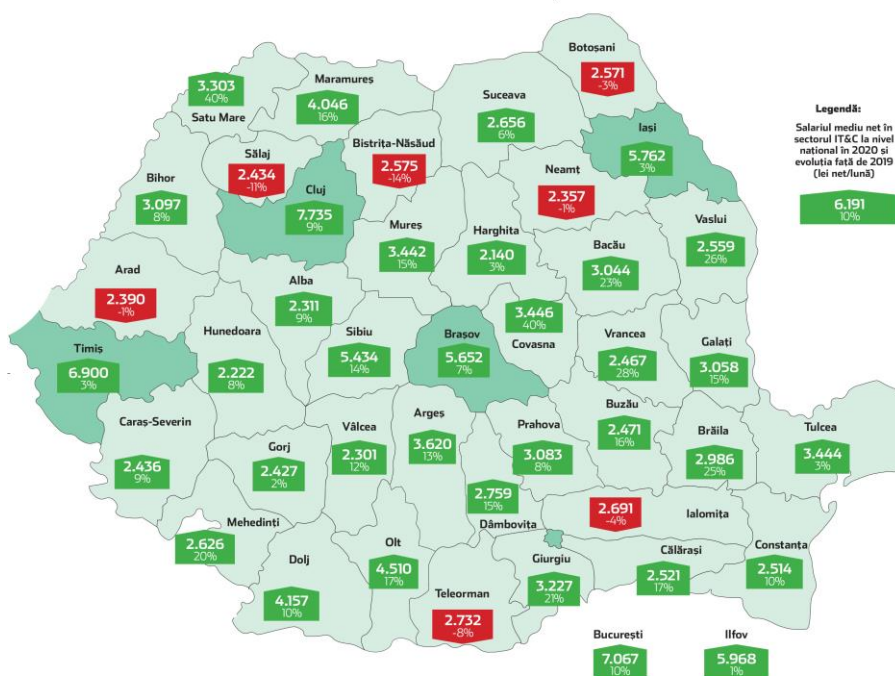 Botoșani
2.571
-3%
3.303
40%
Satu Mare
Maramureș
4.046
16%
Suceava
2.656
6%
Legendă:
Salariul mediu net în
sectorul IT&C la nivel
național în 2020 și
evoluția față de 2019
(lei net/lună)
6.191
10%
Iași
5.762
3%
Sălaj
2.434
-11%
Bistrița-Năsăud
2.575
-14%
Neamț
2.357
-1%
Bihor
3.097
8%
Cluj
7.735
9%
Mureș
3.442
15%
Harghita
2.140
3%
Bacău
3.044
23%
Vaslui
2.559
26%
Arad
2.390
-1%
Alba
2.311
9%
3.446
40%
Covasna
Hunedoara
2.222
8%
Sibiu
5.434
14%
Brașov
5.652
7%
Vrancea
2.467
28%
Galați
3.058
15%
Timiș
6.900
3%
Caraș-Severin
2.436
9%
Gorj
2.427
2%
Vâlcea
2.301
12%
Argeș
3.620
13%
Prahova
3.083
8%
Buzău
2.471
16%
Brăila
2.986
25%
Tulcea
3.444
3%
2.759
15%
Dâmbovița
2.691
-4%
Ialomița
Mehedinți
2.626
20%
Dolj
4.157
10%
Olt
4.510
17%
Teleorman
2.732
-8%
Giurgiu
3.227
21%
Călărași
2.521
17%
Constanța
2.514
10%
București
7.067
10%
Ilfov
5.968
1%